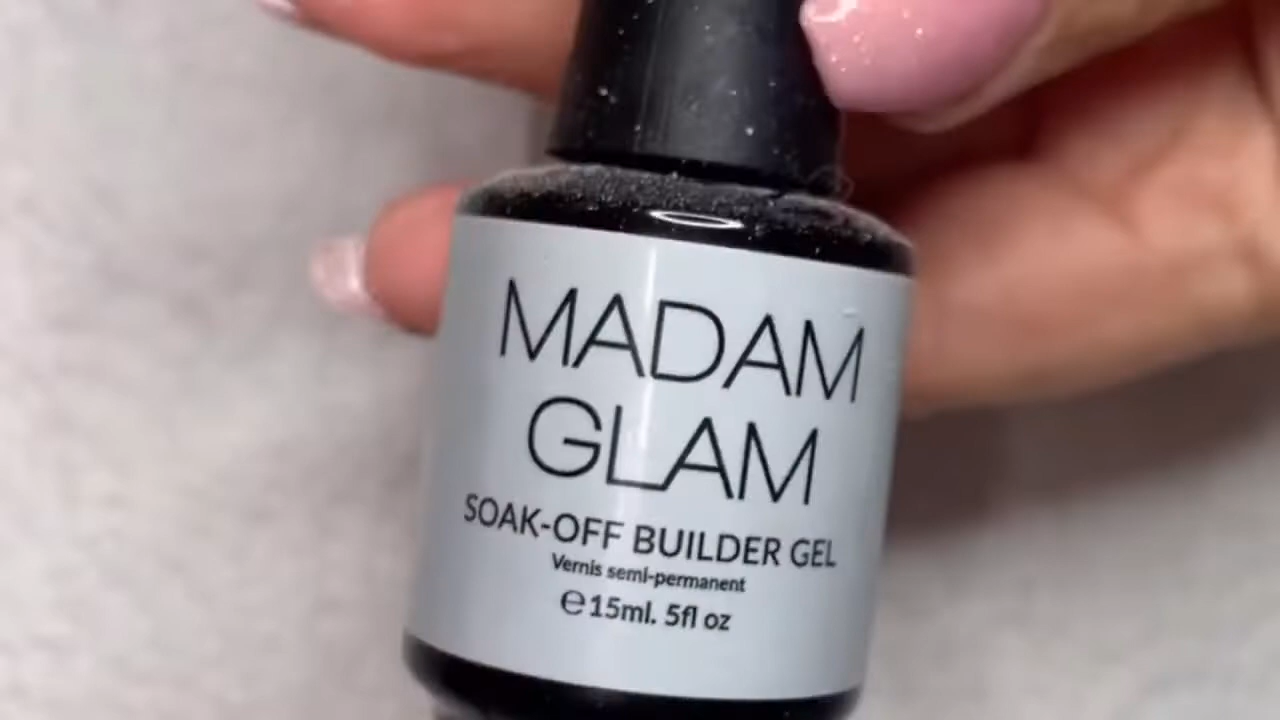 MADAM
GLAM
SOAK-OFF BUILDER GEL
Vernis semi-permanent
℮15ml. 5fl oz